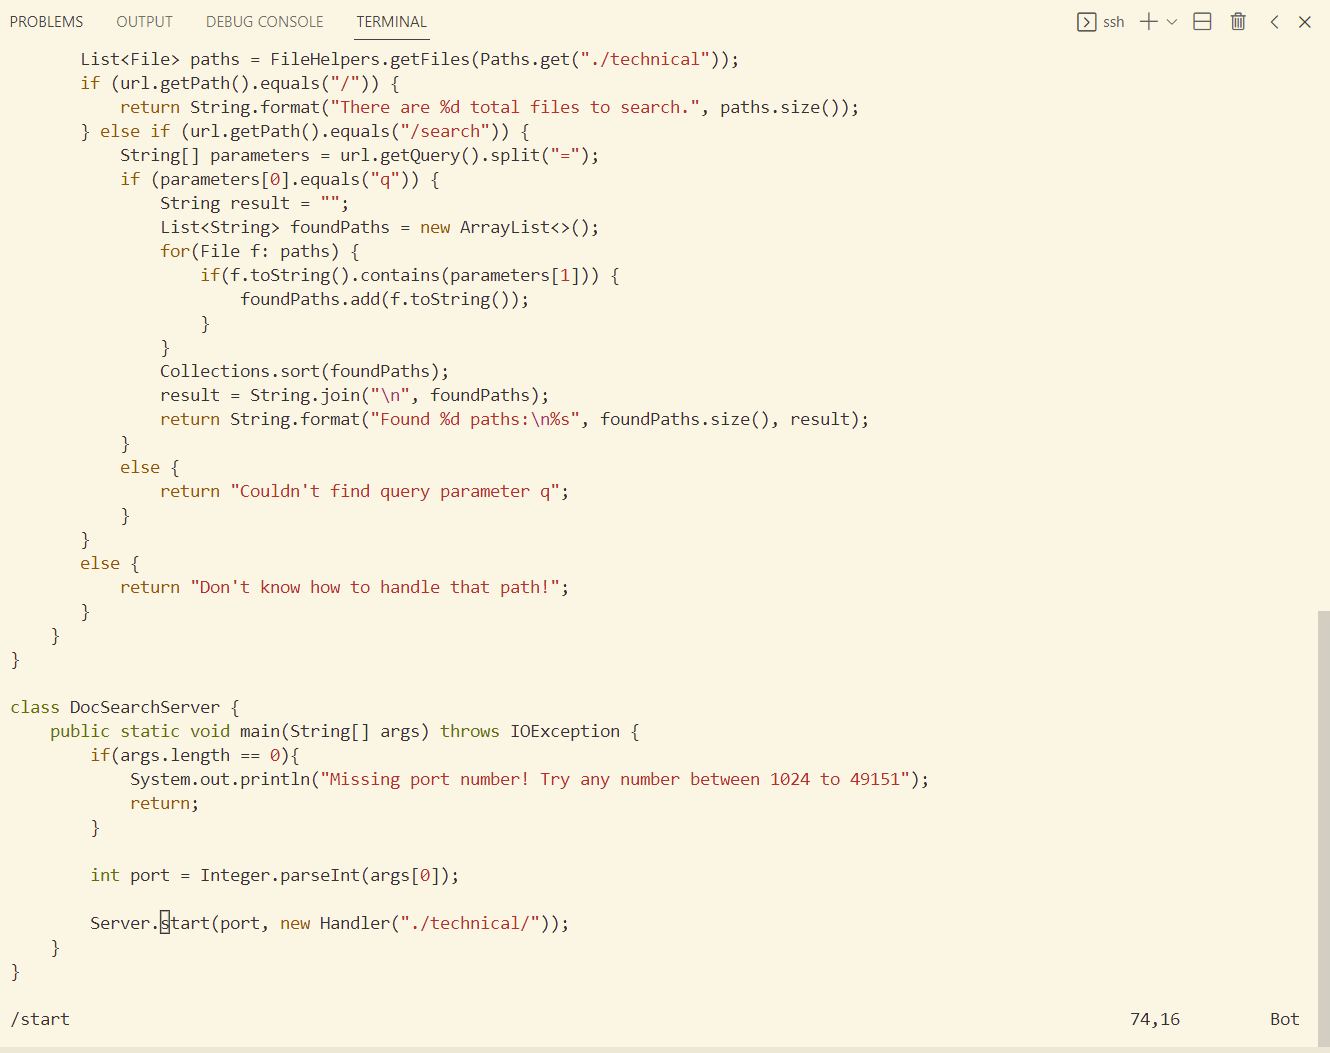 PROBLEMS OUTPUT DEBUG CONSOLE TERMINAL ssh
        List<File> paths = FileHelpers.getFiles(Paths.get("./technical"));
        if (url.getPath().equals("/")) {
            return String.format("There are %d total files to search.", paths.size());
        } else if (url.getPath().equals("/search")) {
            String[] parameters = url.getQuery().split("=");
            if (parameters[0].equals("q")) {
                String result = "";
                List<String> foundPaths = new ArrayList<>();
                for(File f: paths) {
                    if(f.toString().contains(parameters[1])) {
                        foundPaths.add(f.toString());
                    }
                }
                Collections.sort(foundPaths);
                result = String.join("\n", foundPaths);
                return String.format("Found %d paths:\n%s", foundPaths.size(), result);
            }
            else {
                return "Couldn't find query parameter q";
            }
        }
        else {
            return "Don't know how to handle that path!";
        }
    }
}
class DocSearchServer {
    public static void main(String[] args) throws IOException {
        if(args.length == 0){
            System.out.println("Missing port number! Try any number between 1024 to 49151");
            return;
        }
        int port = Integer.parseInt(args[0]);
        Server.start(port, new Handler("./technical/"));
    }
}
/start 74,16 Bot